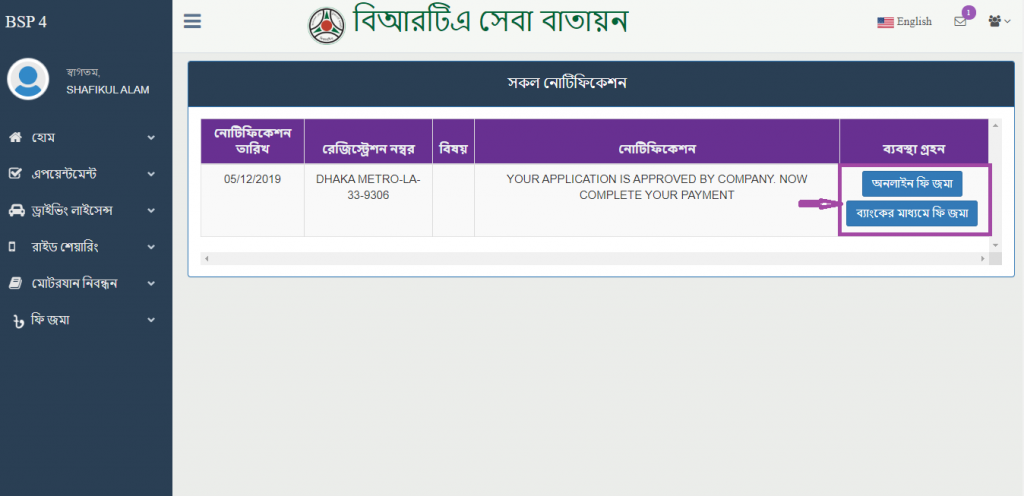 BSP 4
বিআরটিএ সেবা বাতায়ন
English
1
স্বাগতম,
SHAFIKUL ALAM
হোম
এপয়েন্টমেন্ট
ড্রাইভিং লাইসেন্স
রাইড শেয়ারিং
মোটরযান নিবন্ধন
ফি জমা
সকল নোটিফিকেশন
নোটিফিকেশন
তারিখ
রেজিস্ট্রেশন নম্বর
বিষয়
নোটিফিকেশন
ব্যবস্থা গ্রহন
05/12/2019
DHAKA METRO-LA-
33-9306
YOUR APPLICATION IS APPROVED BY COMPANY. NOW
COMPLETE YOUR PAYMENT
অনলাইন ফি জমা
ব্যাংকের মাধ্যমে ফি জমা